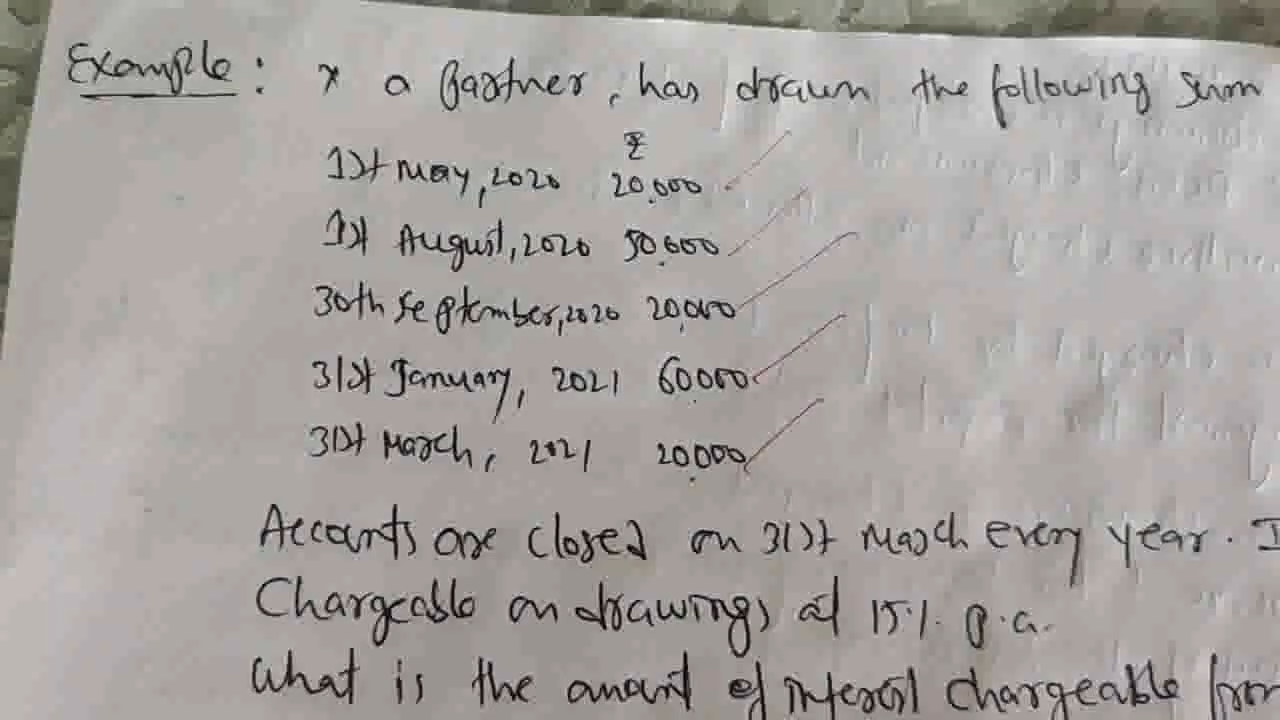 Example: x a partner, has drawn the following sum
₹
1st May, 2020 20,000
1st August, 2020 50,000
30th September, 2020 20,000
31st January, 2021 60,000
31st March, 2021 20,000
Accounts are closed on 31st March every year. I
Chargeable on drawings at 15% p.a.
What is the amount of interest chargeable from